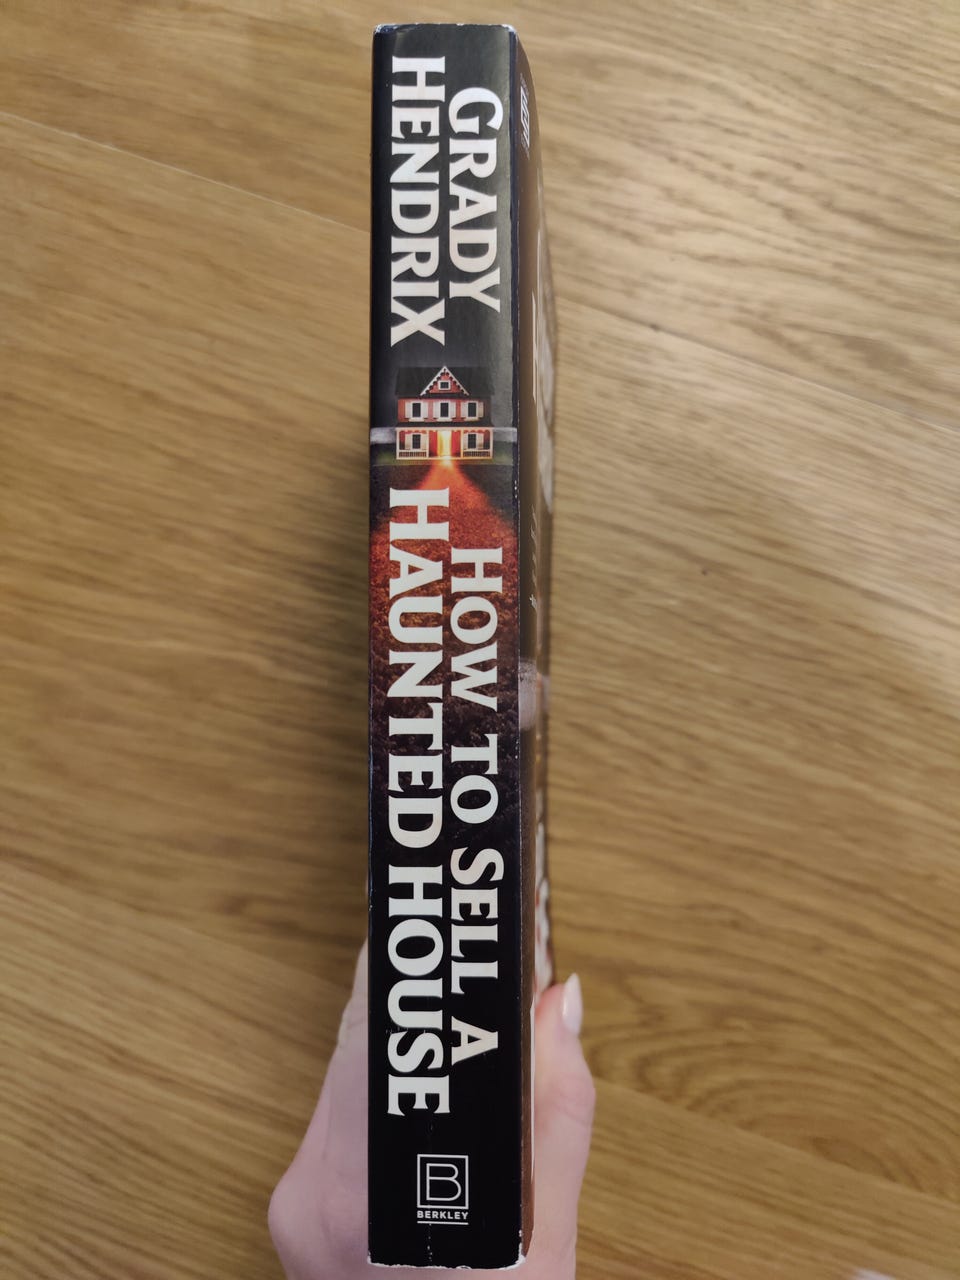 GRADY
HENDRIX
HOW TO SELL A
HAUNTED HOUSE
B
BERKLEY